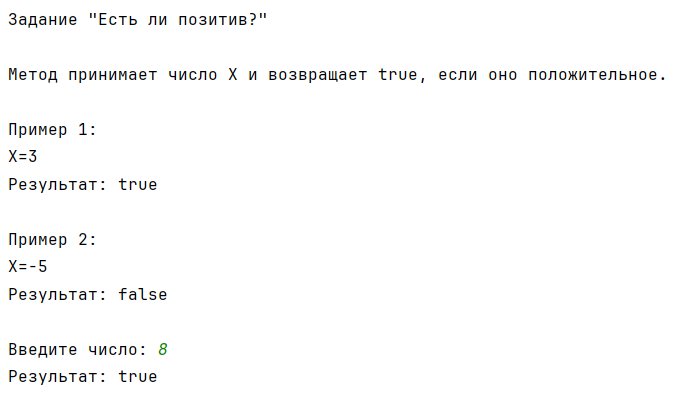 Задание "Есть ли позитив?"
Метод принимает число X и возвращает true, если оно положительное.
Пример 1:
X=3
Результат: true
Пример 2:
X=-5
Результат: false
Введите число: 8
Результат: true